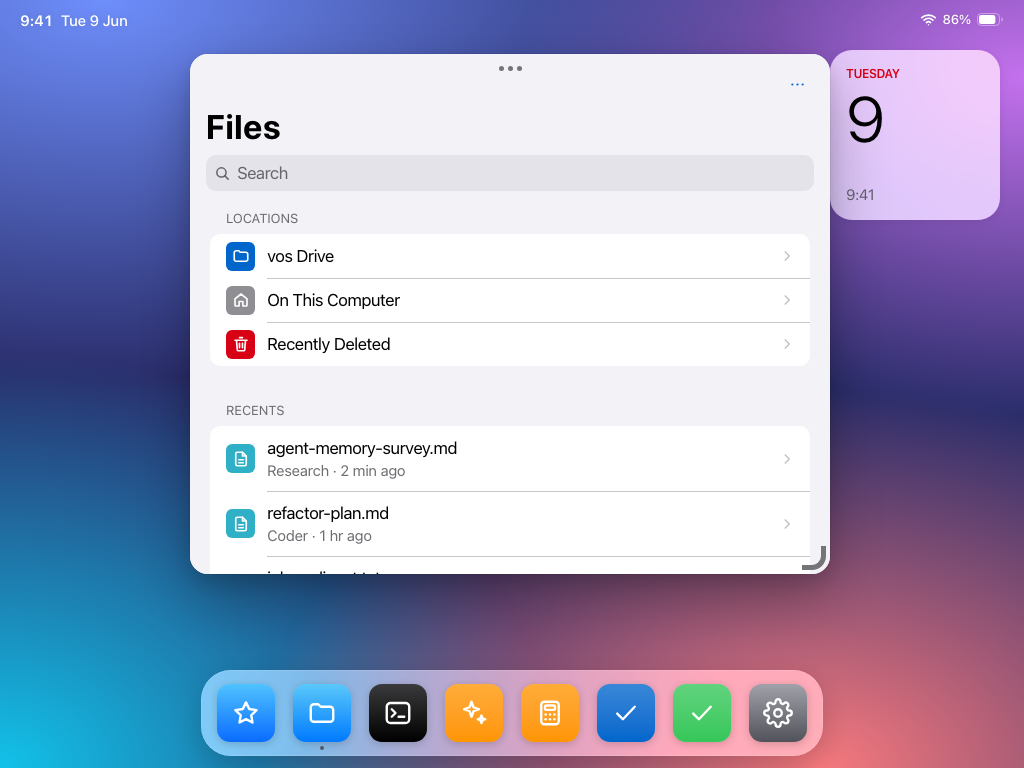 9:41 Tue 9 Jun
86%
Files
Search
LOCATIONS
vos Drive
On This Computer
Recently Deleted
RECENTS
agent-memory-survey.md
Research · 2 min ago
refactor-plan.md
Coder · 1 hr ago
TUESDAY
9
9:41